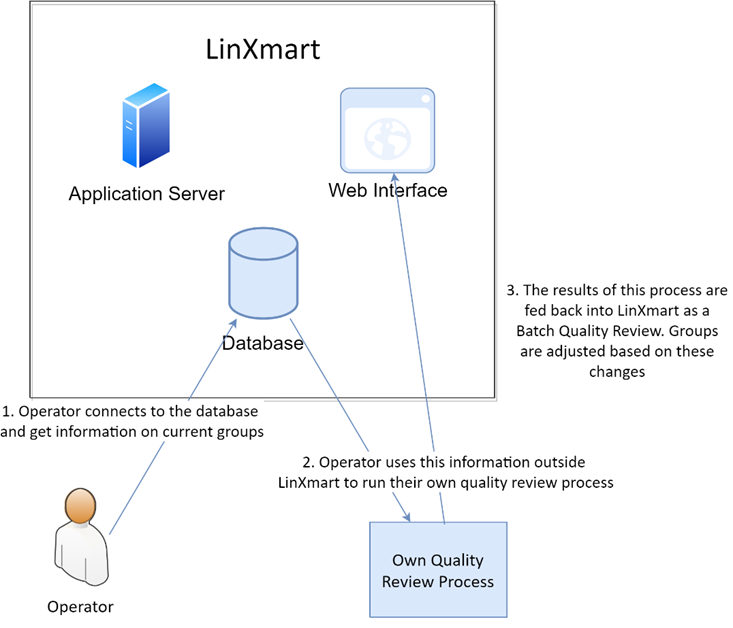 LinXmart
Application Server
Web Interface
Database
3. The results of this process are
fed back into LinXmart as a
Batch Quality Review. Groups
are adjusted based on these
changes
1. Operator connects to the database
and get information on current groups
2. Operator uses this information outside
LinXmart to run their own quality review process
Own Quality
Review Process
Operator